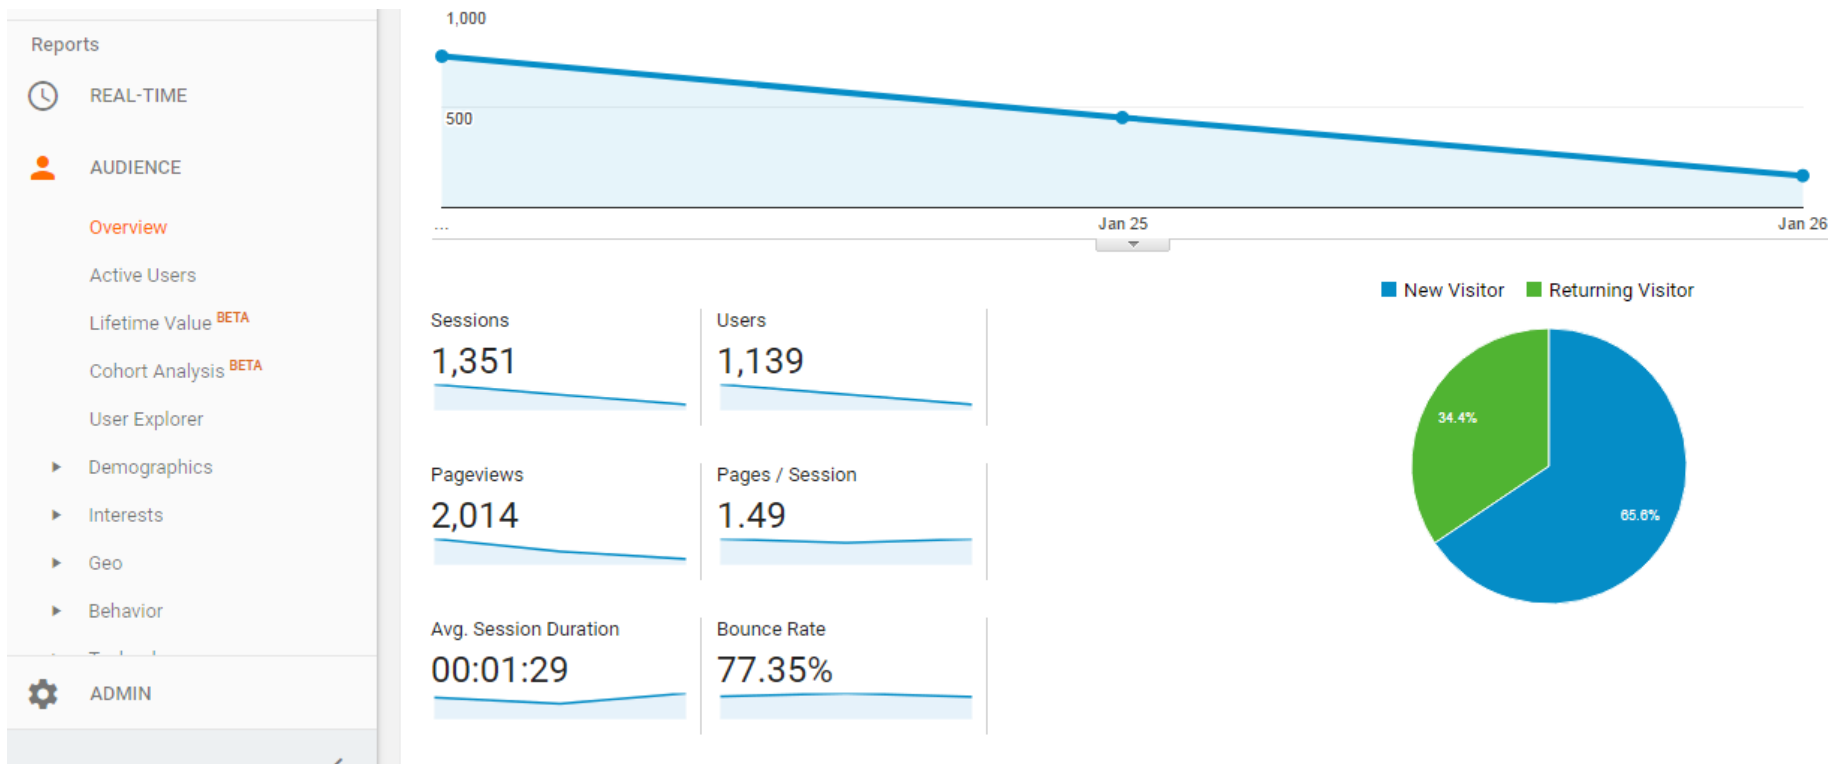 Reports
REAL-TIME
AUDIENCE
Overview
Active Users
Lifetime Value BETA
Cohort Analysis BETA
User Explorer
Demographics
Interests
Geo
Behavior
ADMIN
1,000
500
...
Jan 25
Jan 26
New Visitor
Returning Visitor
Sessions
1,351
Users
1,139
Pageviews
2,014
Pages / Session
1.49
Avg. Session Duration
00:01:29
Bounce Rate
77.35%
34.4%
65.6%